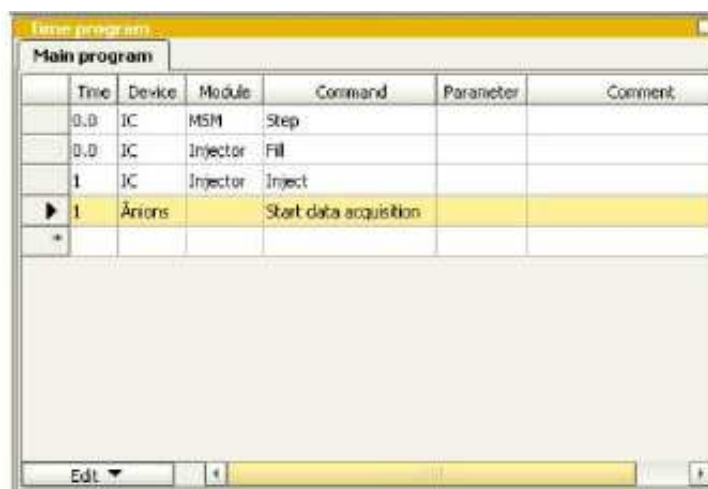 Time program
Main program
Time Device Module Command Parameter Comment
0.0 IC MSM Step
0.0 IC Injector Fill
1 IC Injector Inject
1 Anions Start data acquisition
*
Edit